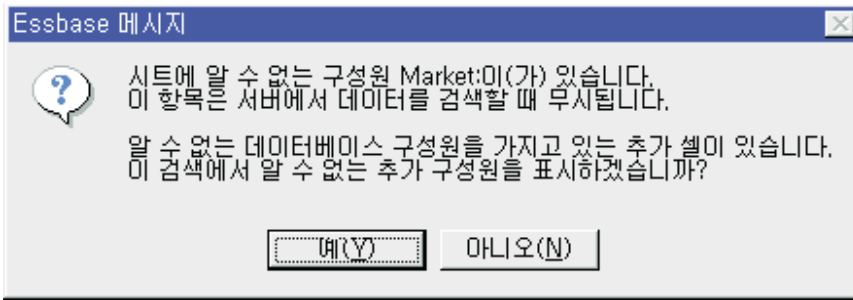 Essbase 메시지
시트에 알 수 없는 구성원 Market:이(가) 있습니다.
이 항목은 서버에서 데이터를 검색할 때 무시됩니다.
알 수 없는 데이터베이스 구성원을 가지고 있는 추가 셀이 있습니다.
이 검색에서 알 수 없는 추가 구성원을 표시하겠습니까?
예(Y)
아니오(N)